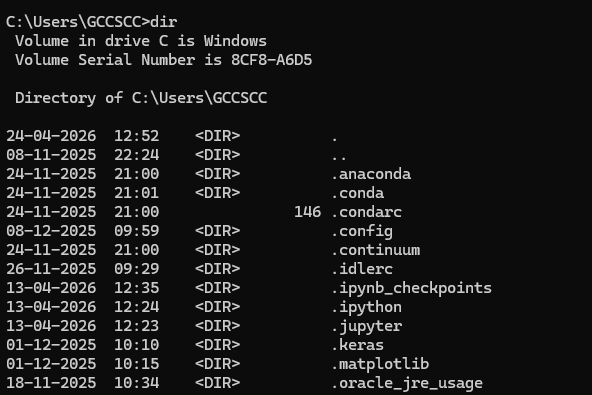 C:\Users\GCCSCC>dir
 Volume in drive C is Windows
 Volume Serial Number is 8CF8-A6D5

 Directory of C:\Users\GCCSCC

24-04-2026  12:52    <DIR>          .
08-11-2025  22:24    <DIR>          ..
24-11-2025  21:00    <DIR>          .anaconda
24-11-2025  21:01    <DIR>          .conda
24-11-2025  21:00               146 .condarc
08-12-2025  09:59    <DIR>          .config
24-11-2025  21:00    <DIR>          .continuum
26-11-2025  09:29    <DIR>          .idlerc
13-04-2026  12:35    <DIR>          .ipynb_checkpoints
13-04-2026  12:24    <DIR>          .ipython
13-04-2026  12:23    <DIR>          .jupyter
01-12-2025  10:10    <DIR>          .keras
01-12-2025  10:15    <DIR>          .matplotlib
18-11-2025  10:34    <DIR>          .oracle_jre_usage